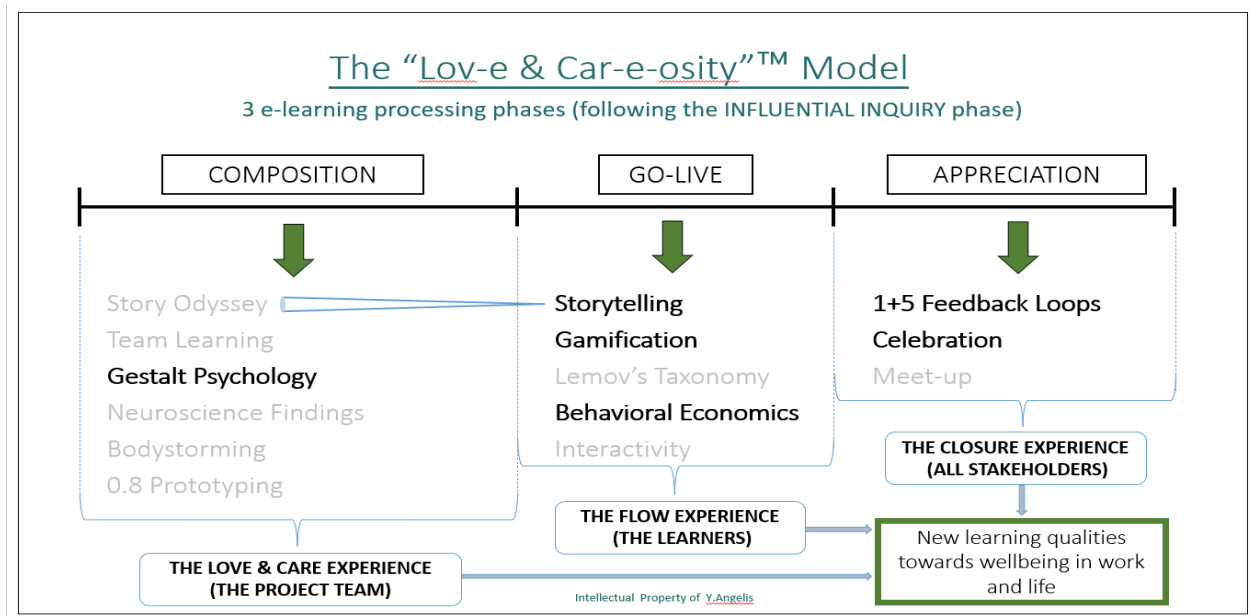 The “Lov-e & Car-e-osity”™ Model
3 e-learning processing phases (following the INFLUENTIAL INQUIRY phase)
COMPOSITION
GO-LIVE
APPRECIATION
Story Odyssey
Team Learning
Gestalt Psychology
Neuroscience Findings
Bodystorming
0.8 Prototyping
THE LOVE & CARE EXPERIENCE
(THE PROJECT TEAM)
Storytelling
Gamification
Lemov’s Taxonomy
Behavioral Economics
Interactivity
THE FLOW EXPERIENCE
(THE LEARNERS)
1+5 Feedback Loops
Celebration
Meet-up
THE CLOSURE EXPERIENCE
(ALL STAKEHOLDERS)
New learning qualities
towards wellbeing in work
and life
Intellectual Property of Y.Angelis